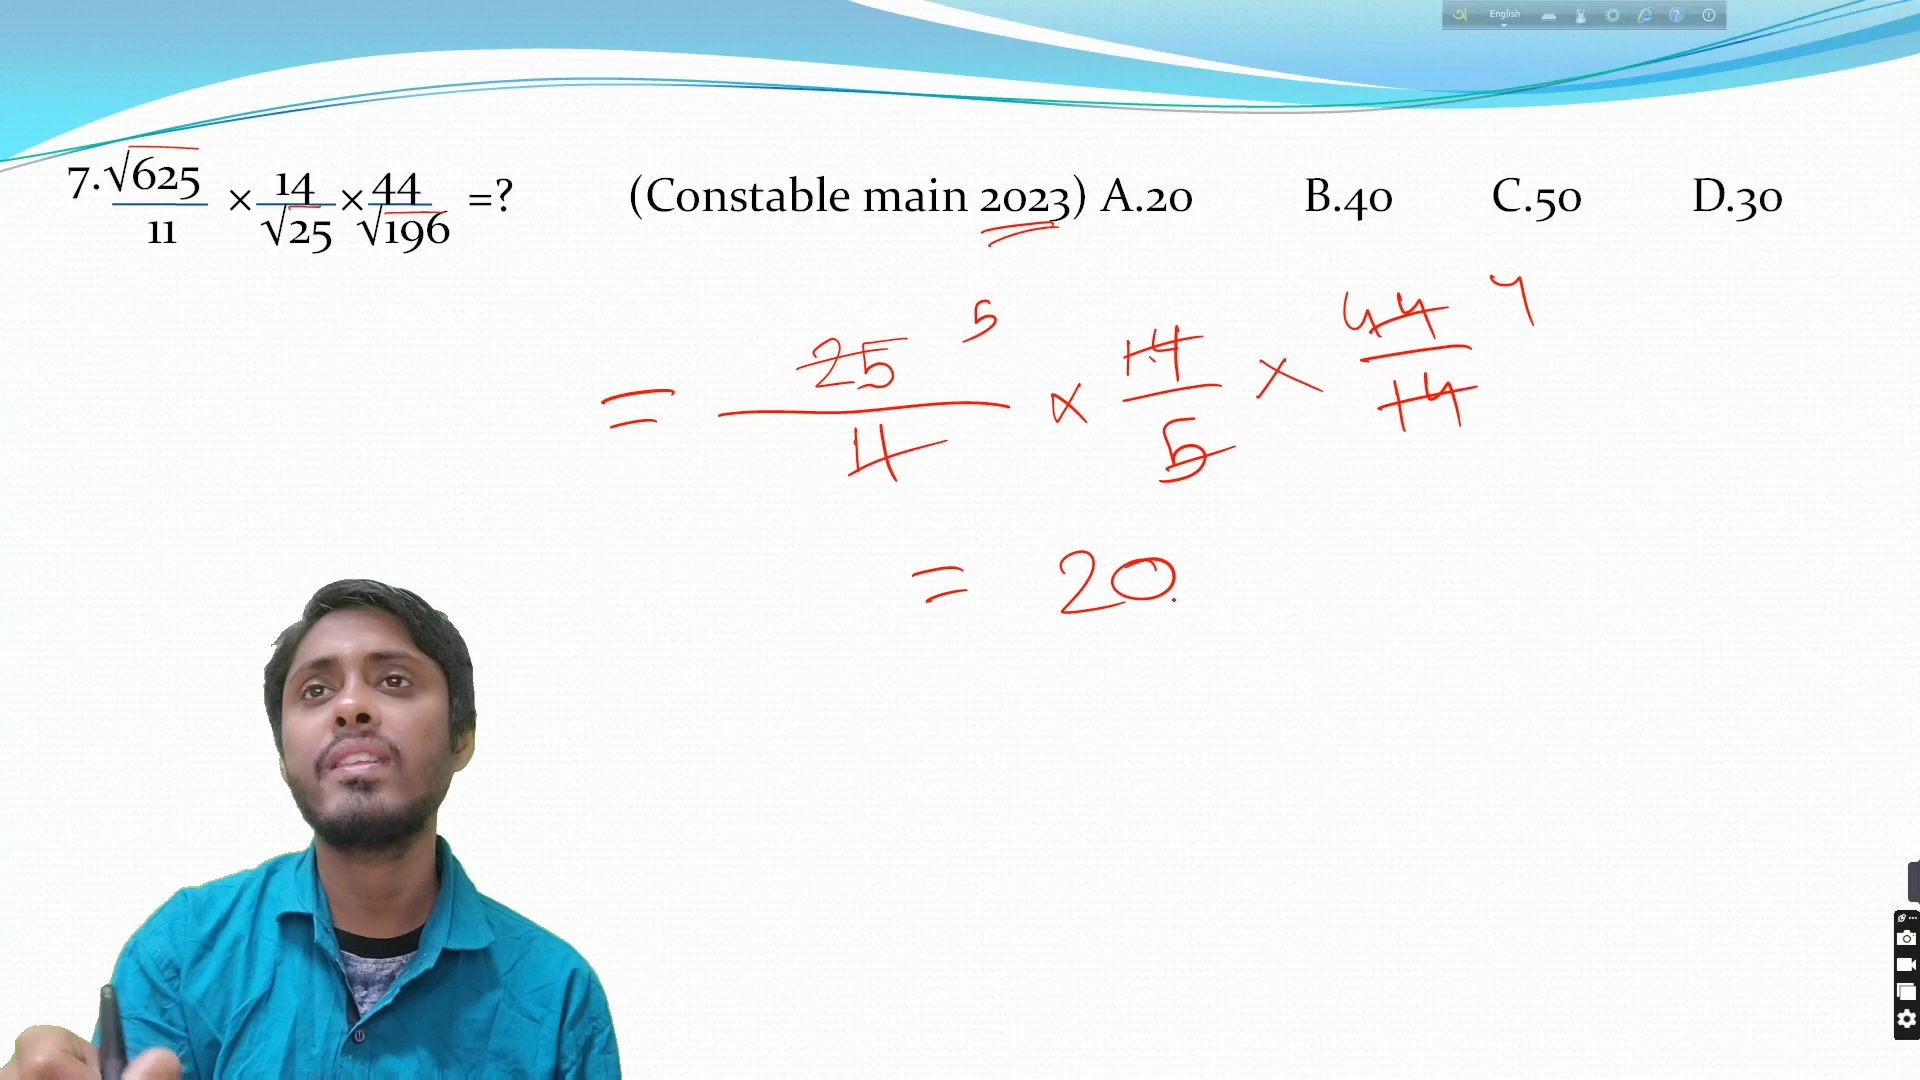 English
7. √625/11 × 14/√25 × 44/√196 =? (Constable main 2023) A.20 B.40 C.50 D.30
= 25/11 5 × 14/5 × 44/14 4
= 20.